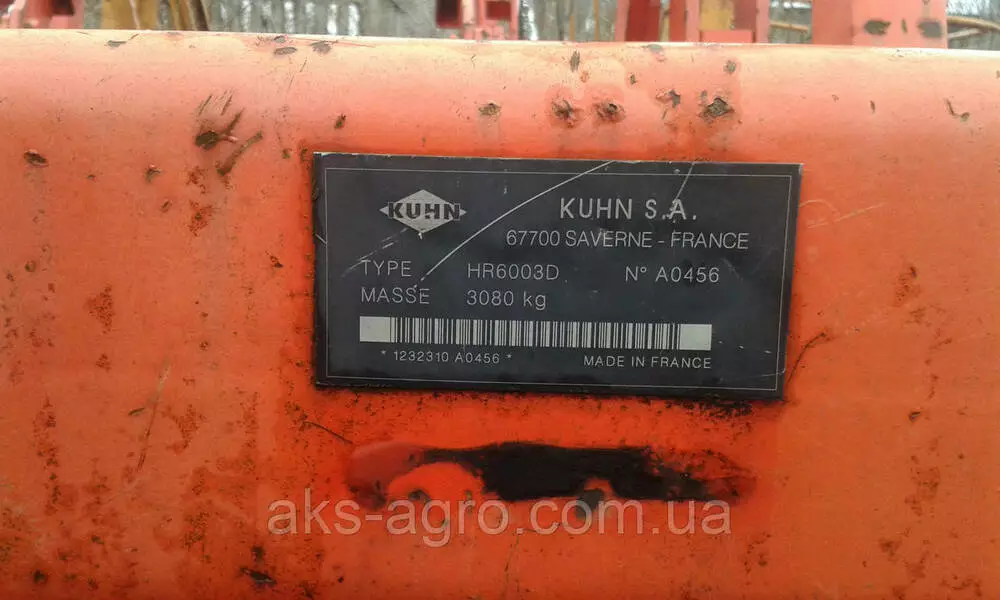 KUHN
KUHN S.A.
67700 SAVERNE - FRANCE
TYPE HR6003D N° A0456
MASSE 3080 kg
* 1232310 A0456 * MADE IN FRANCE
aks-agro.com.ua